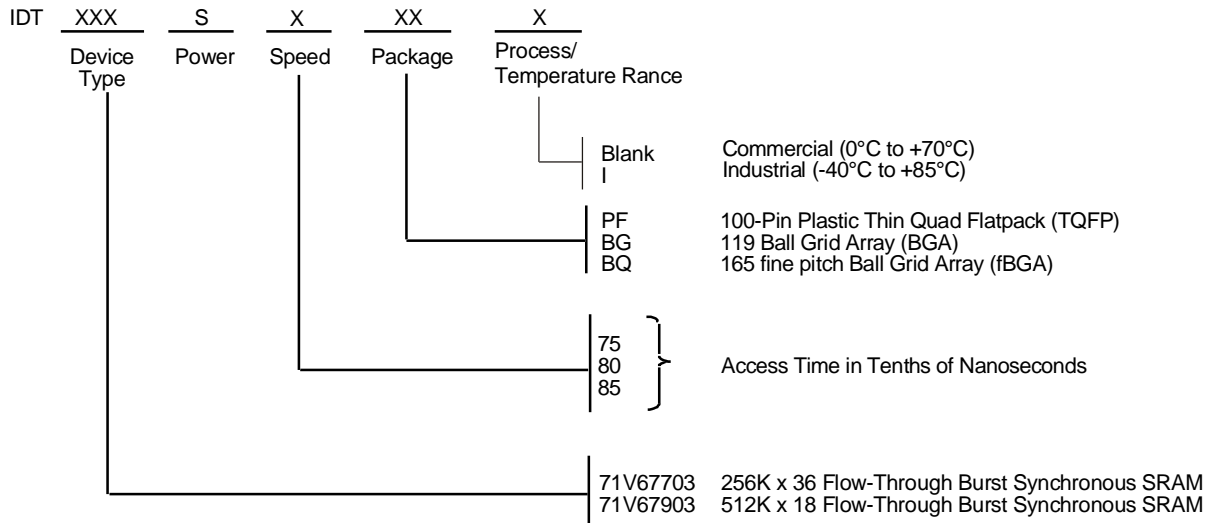 IDT XXX S X XX X
Device Type Power Speed Package Process/ Temperature Rance
Blank Commercial (0°C to +70°C)
I Industrial (-40°C to +85°C)
PF 100-Pin Plastic Thin Quad Flatpack (TQFP)
BG 119 Ball Grid Array (BGA)
BQ 165 fine pitch Ball Grid Array (fBGA)
75
80 Access Time in Tenths of Nanoseconds
85
71V67703 256K x 36 Flow-Through Burst Synchronous SRAM
71V67903 512K x 18 Flow-Through Burst Synchronous SRAM